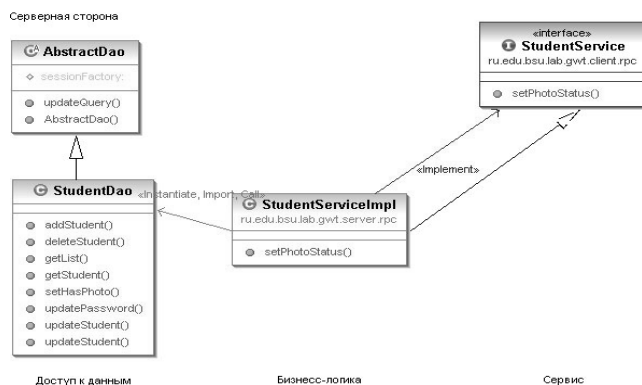 Серверная сторона
«interface»
AbstractDao
StudentService
ru.edu.bsu.lab.gwt.client.rpc
sessionFactory:
updateQuery()
AbstractDao()
setPhotoStatus()
«Implement»
StudentDao
«Instantiate, Import, Call»
StudentServiceImpl
ru.edu.bsu.lab.gwt.server.rpc
addStudent()
deleteStudent()
getList()
getStudent()
setHasPhoto()
updatePassword()
updateStudent()
updateStudent()
setPhotoStatus()
Доступ к данным
Бизнесс-логика
Сервис